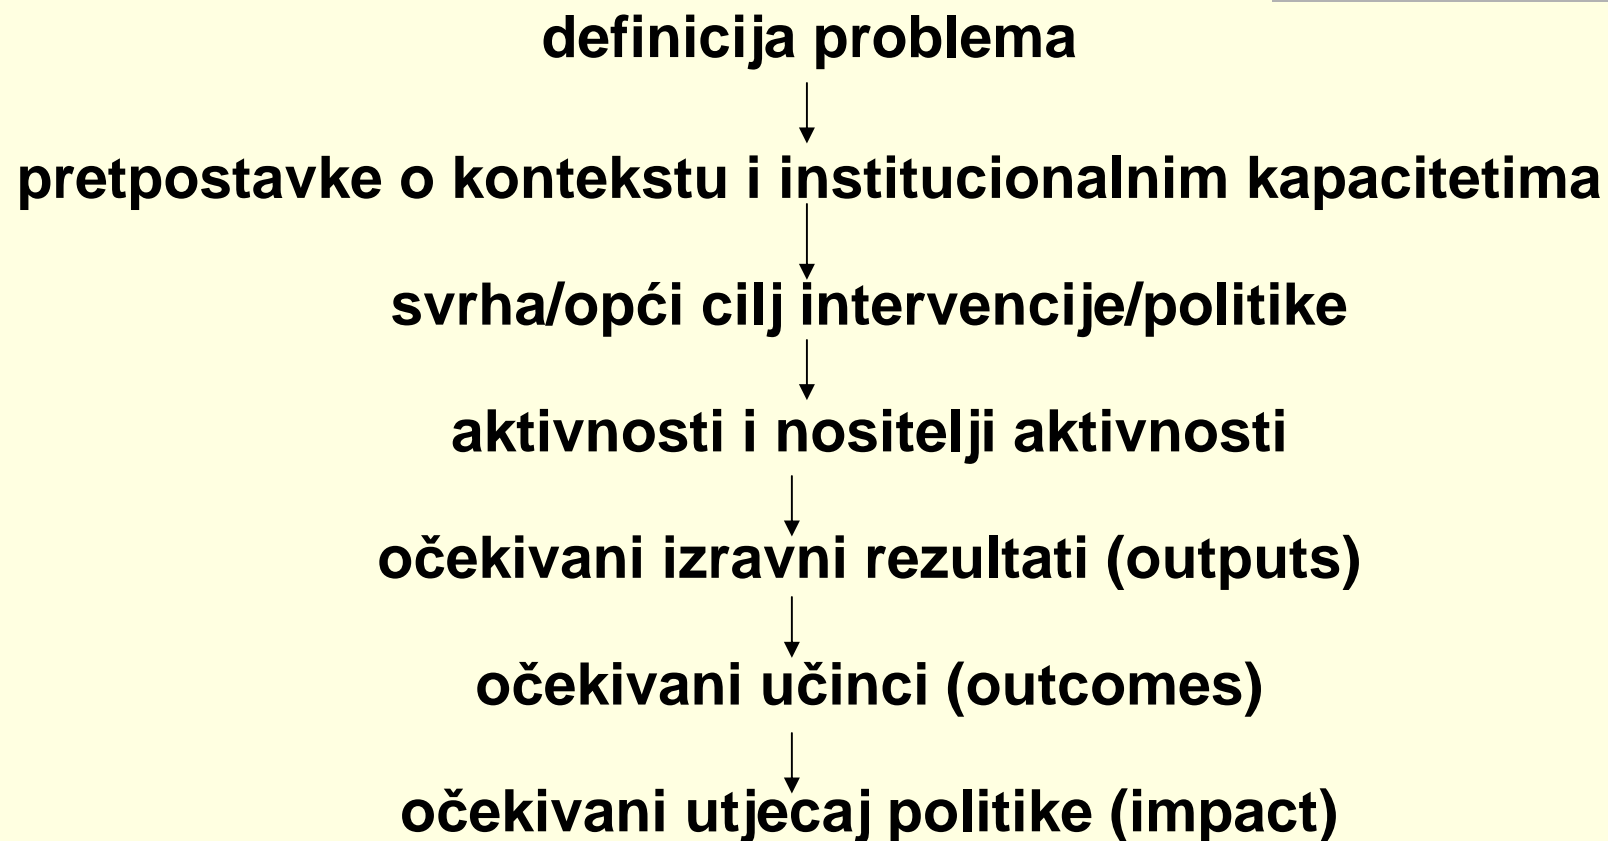 definicija problema
pretpostavke o kontekstu i institucionalnim kapacitetima
svrha/opći cilj intervencije/politike
aktivnosti i nositelji aktivnosti
očekivani izravni rezultati (outputs)
očekivani učinci (outcomes)
očekivani utjecaj politike (impact)